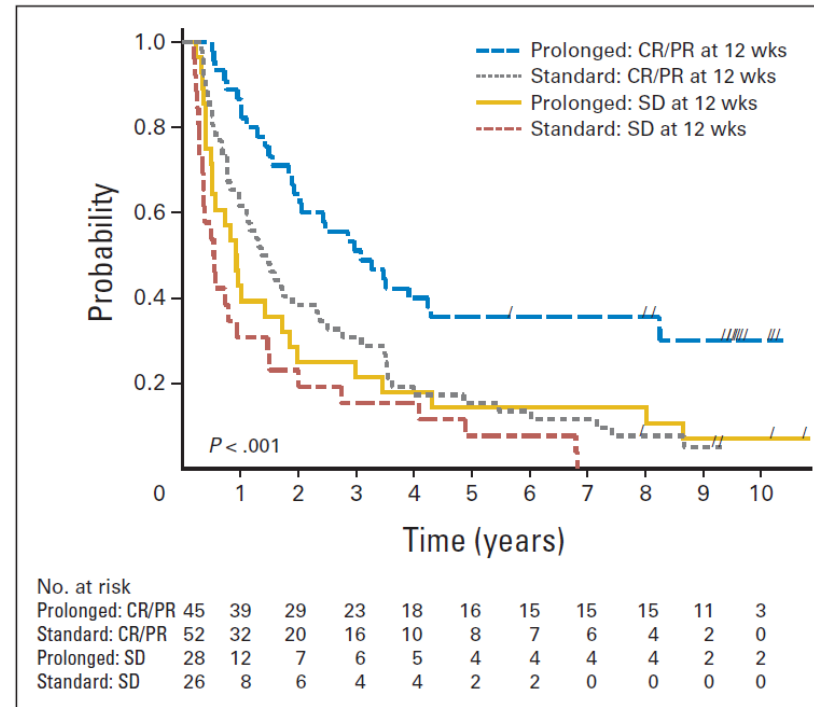 Prolonged: CR/PR at 12 wks
Standard: CR/PR at 12 wks
Prolonged: SD at 12 wks
Standard: SD at 12 wks
1.0
0.8
0.6
0.4
0.2
Probability
P < .001
0 1 2 3 4 5 6 7 8 9 10
Time (years)
No. at risk
Prolonged: CR/PR 45 39 29 23 18 16 15 15 15 11 3
Standard: CR/PR 52 32 20 16 10 8 7 6 4 2 0
Prolonged: SD 28 12 7 6 5 4 4 4 4 2 2
Standard: SD 26 8 6 4 4 2 2 0 0 0 0